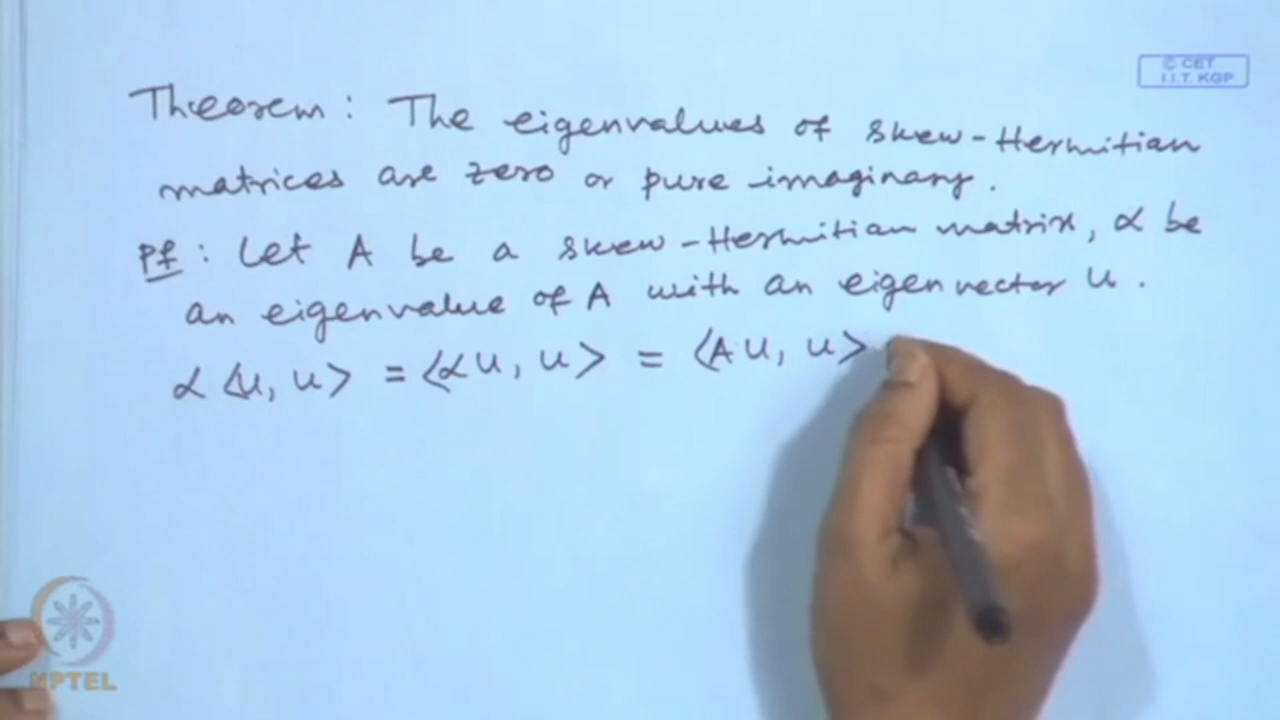 © CET
I.I.T. KGP
Theorem : The eigenvalues of skew-Hermitian
matrices are zero or pure imaginary.
Pf : Let A be a skew-Hermitian matrix, α be
an eigenvalue of A with an eigenvector u.
α⟨u, u⟩ = ⟨αu, u⟩ = ⟨Au, u⟩
NPTEL